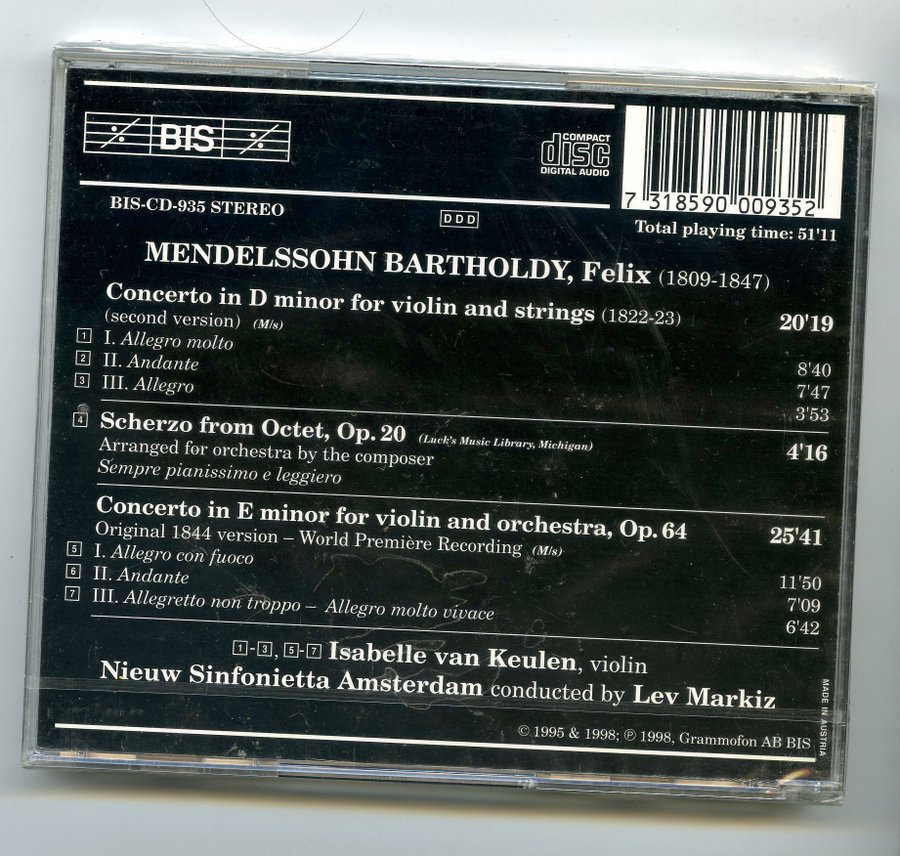 BIS
COMPACT
disc
DIGITAL AUDIO
7 318590 009352
BIS-CD-935 STEREO
DDD
Total playing time: 51'11
MENDELSSOHN BARTHOLDY, Felix (1809-1847)
Concerto in D minor for violin and strings (1822-23) 20'19
(second version) (M/s)
1 I. Allegro molto 8'40
2 II. Andante 7'47
3 III. Allegro 3'53
4 Scherzo from Octet, Op. 20 (Luck's Music Library, Michigan) 4'16
Arranged for orchestra by the composer
Sempre pianissimo e leggiero
Concerto in E minor for violin and orchestra, Op. 64 25'41
Original 1844 version – World Première Recording (M/s)
5 I. Allegro con fuoco 11'50
6 II. Andante 7'09
7 III. Allegretto non troppo – Allegro molto vivace 6'42
1-3, 5-7 Isabelle van Keulen, violin
Nieuw Sinfonietta Amsterdam conducted by Lev Markiz
© 1995 & 1998; ℗ 1998, Grammofon AB BIS
MADE IN AUSTRIA